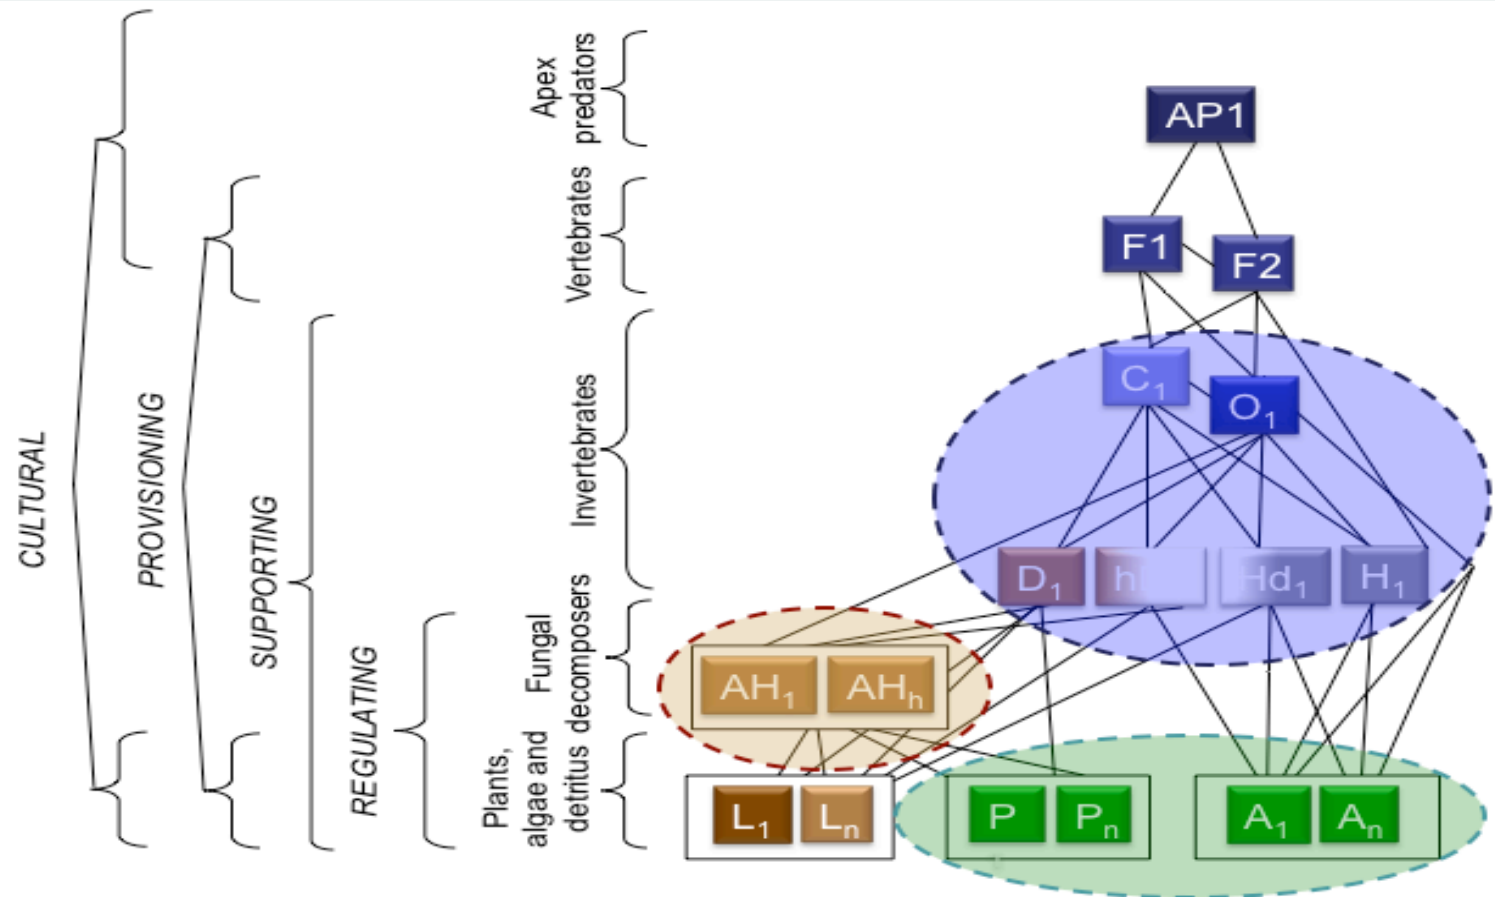 CULTURAL
PROVISIONING
SUPPORTING
REGULATING
Apex
predators
Vertebrates
Invertebrates
Fungal
decomposers
Plants,
algae and
detritus
AP1
F1
F2
C1
O1
D1
Hd1
H1
AH1
AHh
L1
Ln
P
Pn
A1
An